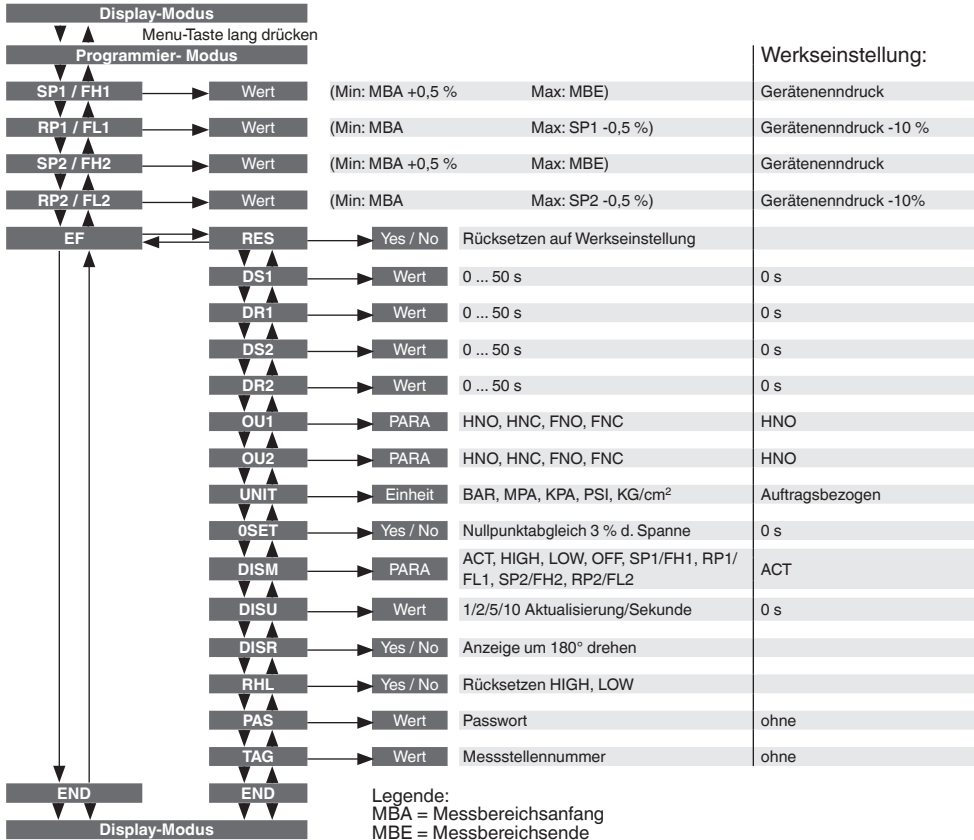 Display-Modus
Menu-Taste lang drücken
Programmier- Modus
Werkseinstellung:
SP1 / FH1 Wert (Min: MBA +0,5 % Max: MBE) Gerätenenndruck
RP1 / FL1 Wert (Min: MBA Max: SP1 -0,5 %) Gerätenenndruck -10 %
SP2 / FH2 Wert (Min: MBA +0,5 % Max: MBE) Gerätenenndruck
RP2 / FL2 Wert (Min: MBA Max: SP2 -0,5 %) Gerätenenndruck -10%
EF RES Yes / No Rücksetzen auf Werkseinstellung
DS1 Wert 0 ... 50 s 0 s
DR1 Wert 0 ... 50 s 0 s
DS2 Wert 0 ... 50 s 0 s
DR2 Wert 0 ... 50 s 0 s
OU1 PARA HNO, HNC, FNO, FNC HNO
OU2 PARA HNO, HNC, FNO, FNC HNO
UNIT Einheit BAR, MPA, KPA, PSI, KG/cm² Auftragsbezogen
0SET Yes / No Nullpunktabgleich 3 % d. Spanne 0 s
DISM PARA ACT, HIGH, LOW, OFF, SP1/FH1, RP1/
FL1, SP2/FH2, RP2/FL2 ACT
DISU Wert 1/2/5/10 Aktualisierung/Sekunde 0 s
DISR Yes / No Anzeige um 180° drehen
RHL Yes / No Rücksetzen HIGH, LOW
PAS Wert Passwort ohne
TAG Wert Messstellennummer ohne
END END
Display-Modus
Legende:
MBA = Messbereichsanfang
MBE = Messbereichsende